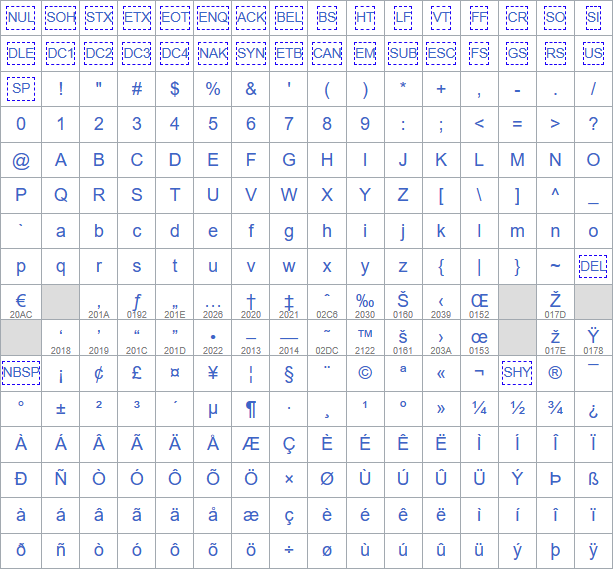 NUL SOH STX ETX EOT ENQ ACK BEL BS HT LF VT FF CR SO SI
DLE DC1 DC2 DC3 DC4 NAK SYN ETB CAN EM SUB ESC FS GS RS US
SP ! " # $ % & ' ( ) * + , - . /
0 1 2 3 4 5 6 7 8 9 : ; < = > ?
@ A B C D E F G H I J K L M N O
P Q R S T U V W X Y Z [ \ ] ^ _
` a b c d e f g h i j k l m n o
p q r s t u v w x y z { | } ~ DEL
€ ‚ ƒ „ … † ‡ ˆ ‰ Š ‹ Œ Ž
20AC 201A 0192 201E 2026 2020 2021 02C6 2030 0160 2039 0152 017D
‘ ’ “ ” • – — ˜ ™ š › œ ž Ÿ
2018 2019 201C 201D 2022 2013 2014 02DC 2122 0161 203A 0153 017E 0178
NBSP ¡ ¢ £ ¤ ¥ ¦ § ¨ © ª « ¬ SHY ® ¯
° ± ² ³ ´ µ ¶ · ¸ ¹ º » ¼ ½ ¾ ¿
À Á Â Ã Ä Å Æ Ç È É Ê Ë Ì Í Î Ï
Ð Ñ Ò Ó Ô Õ Ö × Ø Ù Ú Û Ü Ý Þ ß
à á â ã ä å æ ç è é ê ë ì í î ï
ð ñ ò ó ô õ ö ÷ ø ù ú û ü ý þ ÿ